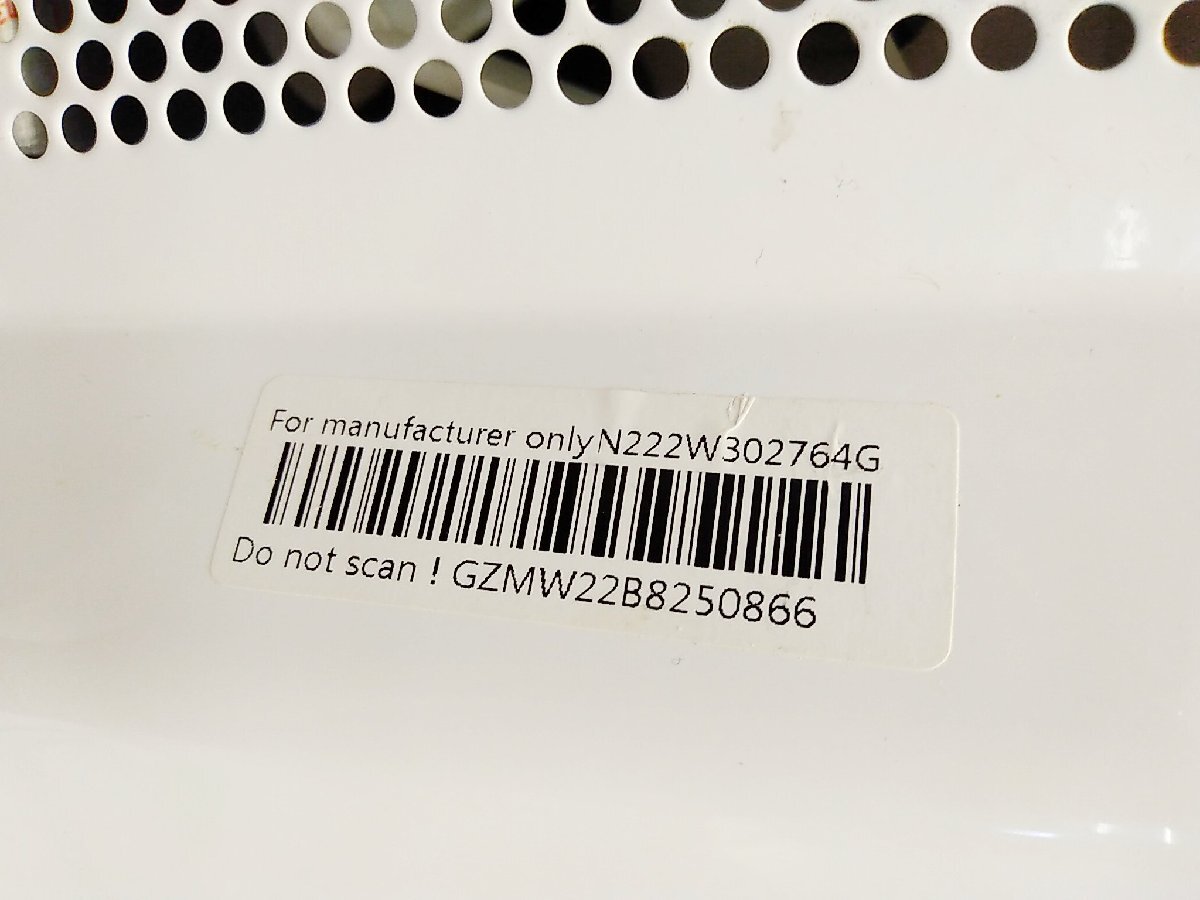 For manufacturer only N222W302764G
Do not scan ! GZMW22B8250866